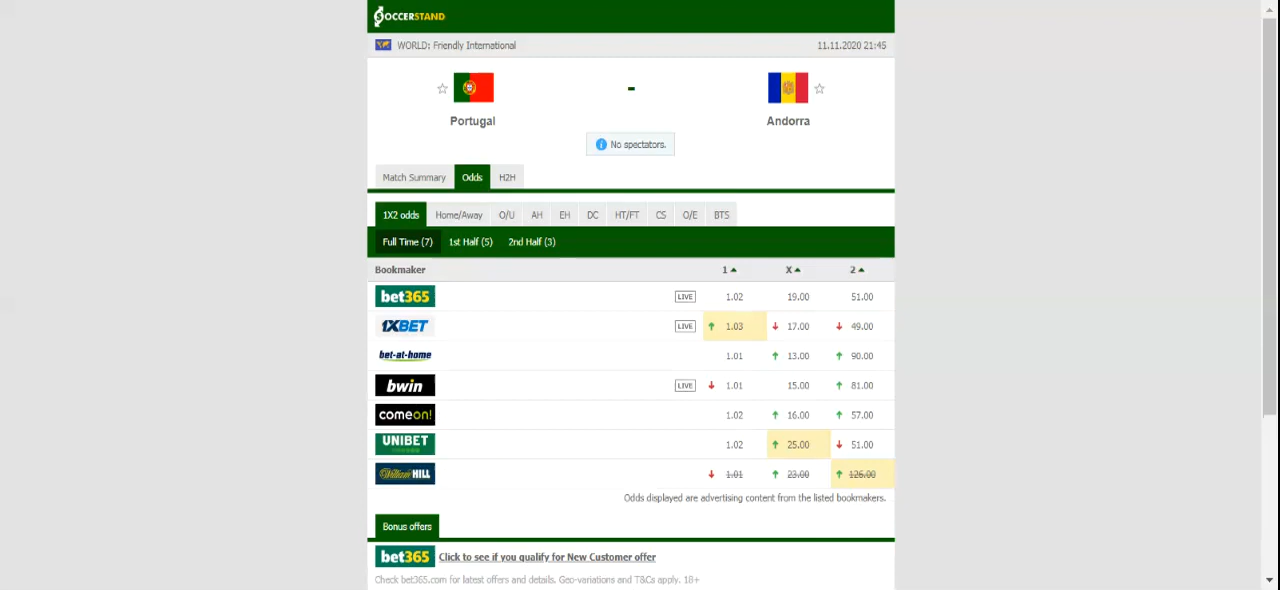 SOCCERSTAND
WORLD: Friendly International 11.11.2020 21:45
-
Portugal Andorra
No spectators.
Match Summary Odds H2H
1X2 odds Home/Away O/U AH EH DC HT/FT CS O/E BTS
Full Time (7) 1st Half (5) 2nd Half (3)
Bookmaker 1 X 2
bet365 LIVE 1.02 19.00 51.00
1XBET LIVE 1.03 17.00 49.00
bet-at-home 1.01 13.00 90.00
bwin LIVE 1.01 15.00 81.00
comeon! 1.02 16.00 57.00
UNIBET 1.02 25.00 51.00
William HILL 1.01 23.00 126.00
Odds displayed are advertising content from the listed bookmakers.
Bonus offers
bet365 Click to see if you qualify for New Customer offer
Check bet365.com for latest offers and details. Geo-variations and T&Cs apply. 18+